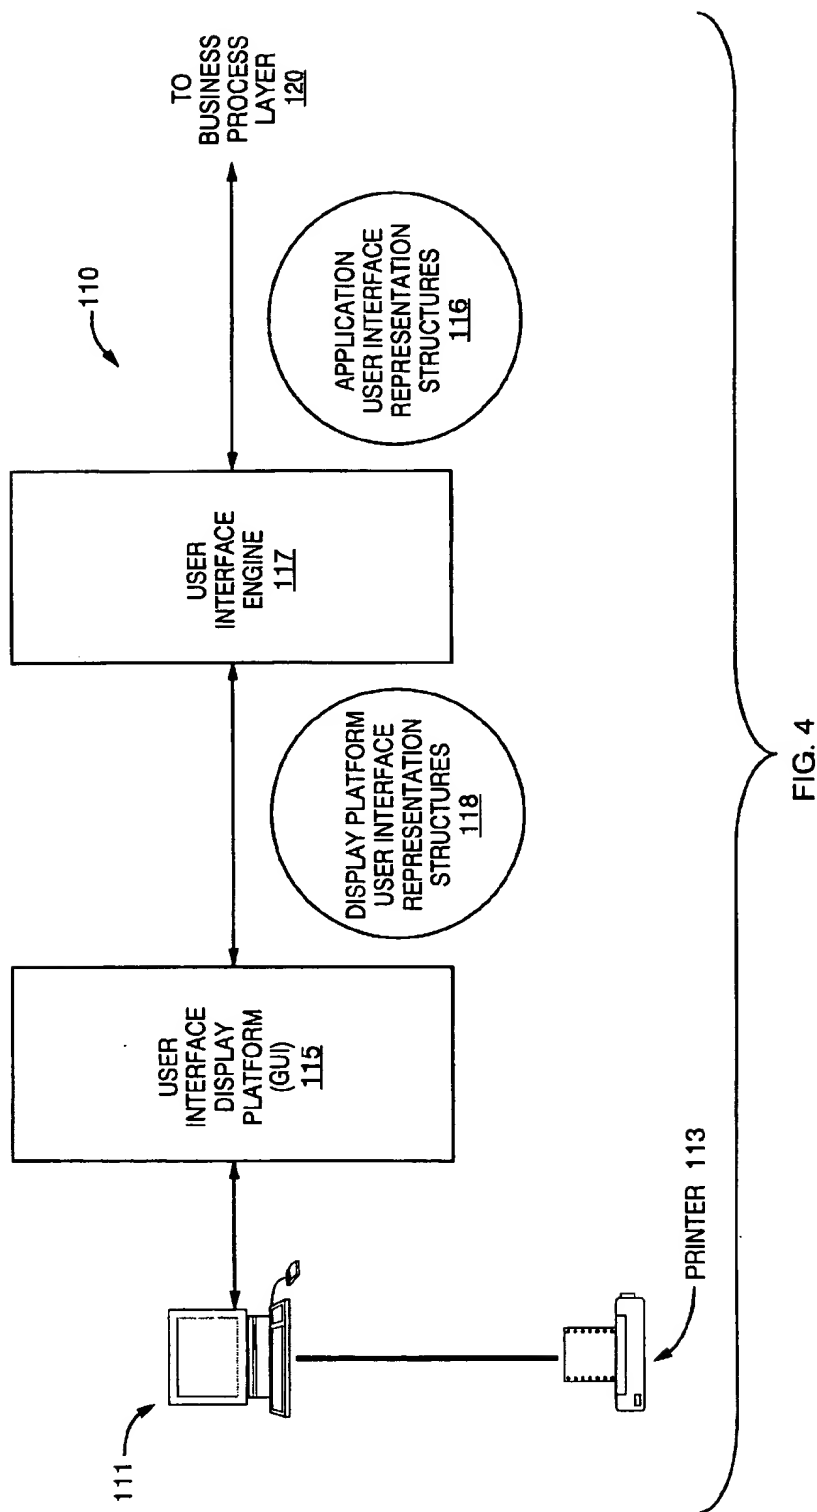 111
PRINTER 113
USER
INTERFACE
DISPLAY
PLATFORM
(GUI)
115
DISPLAY PLATFORM
USER INTERFACE
REPRESENTATION
STRUCTURES
118
USER
INTERFACE
ENGINE
117
110
APPLICATION
USER INTERFACE
REPRESENTATION
STRUCTURES
116
TO
BUSINESS
PROCESS
LAYER
120
FIG. 4